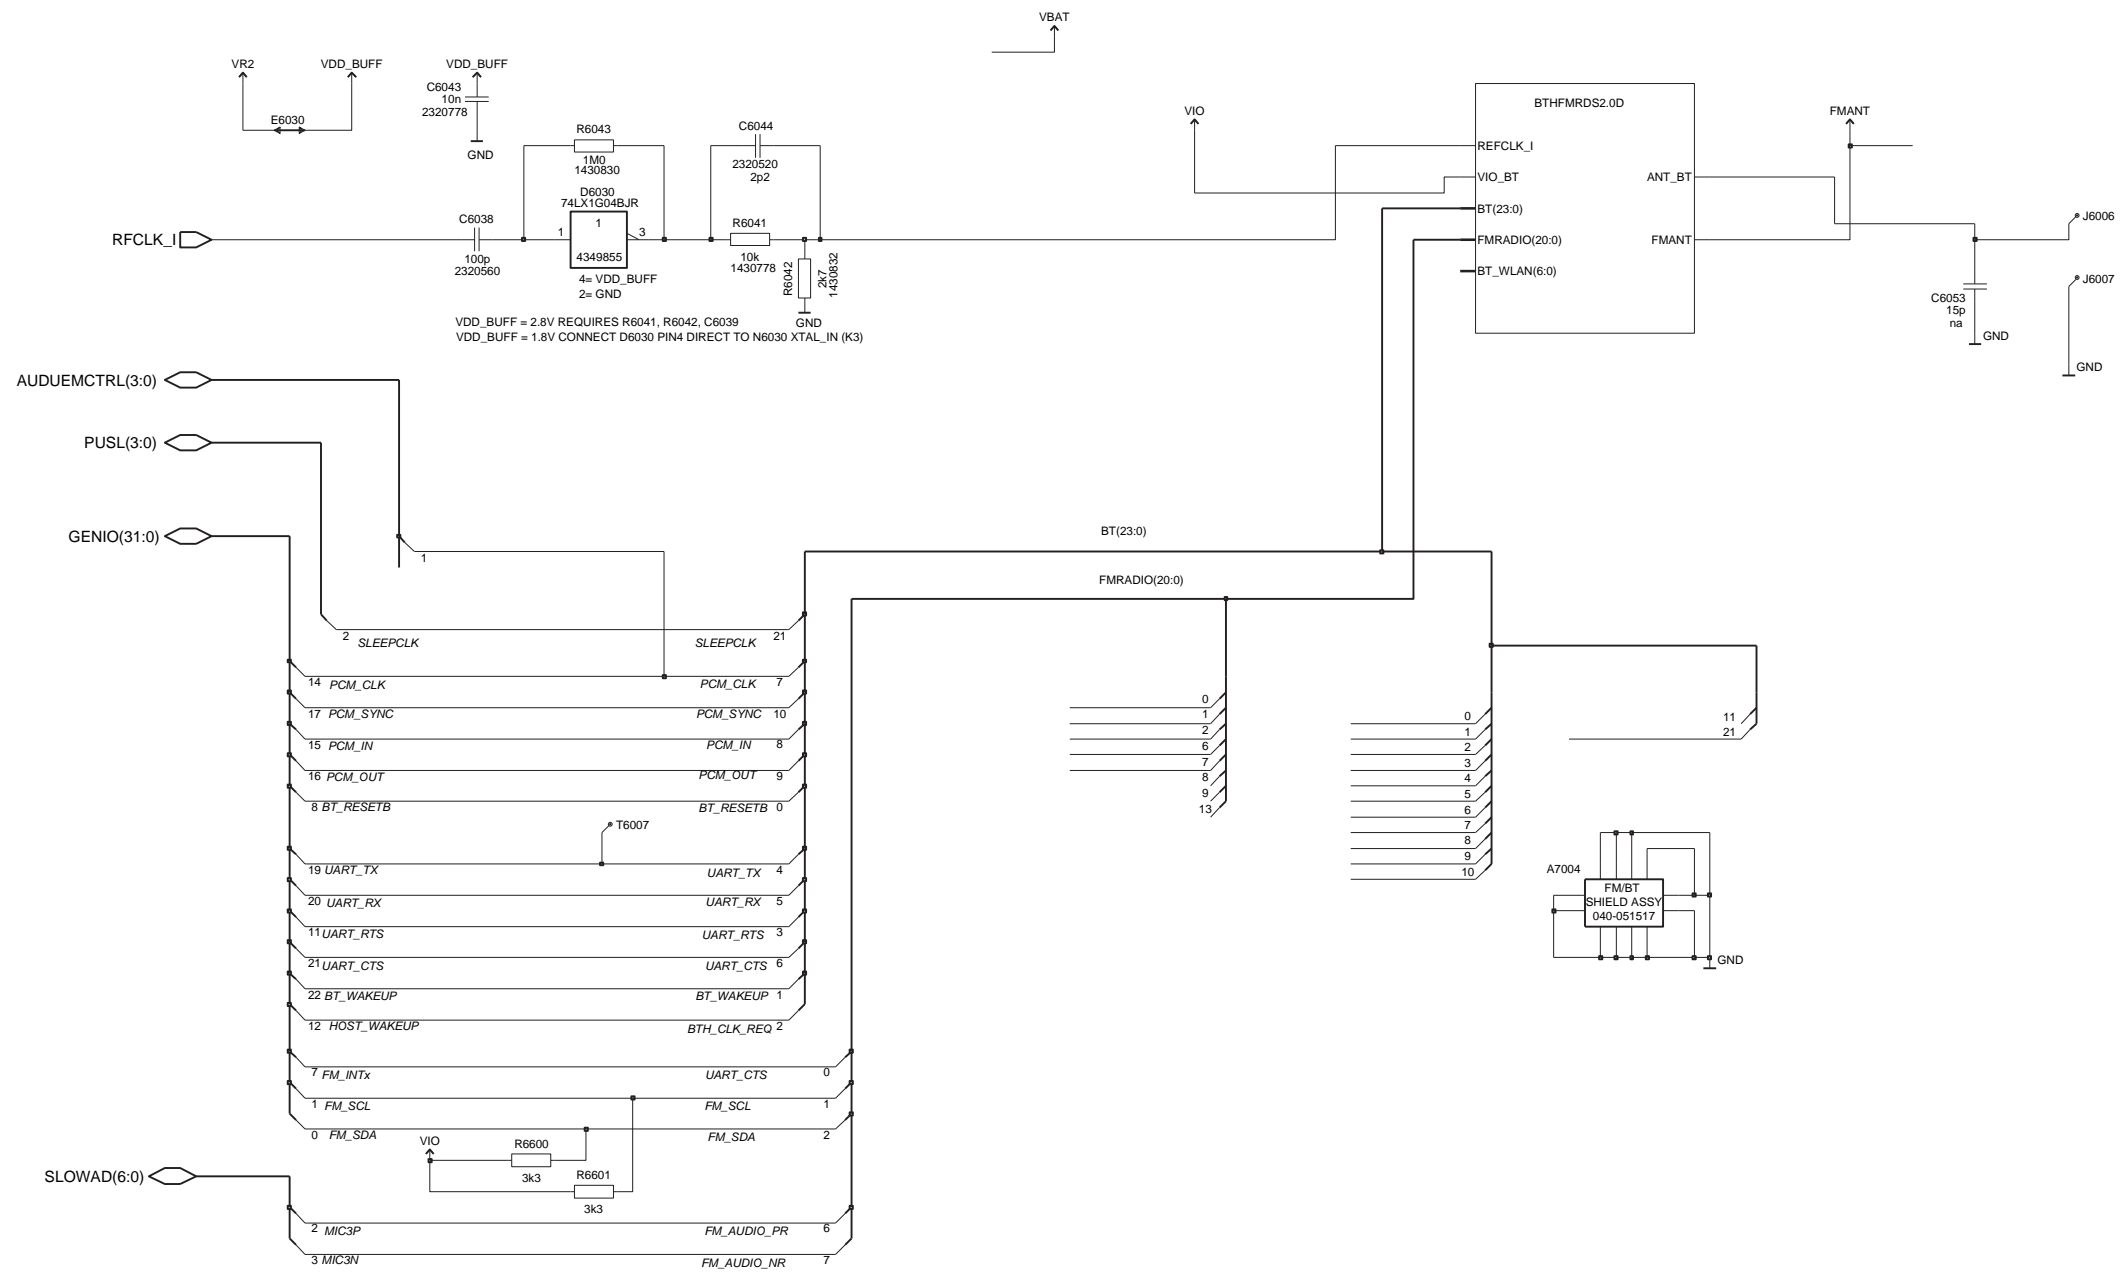 VBAT
VR2
VDD_BUFF
VDD_BUFF
C6043
10n
2320778
E6030
GND
R6043
1M0
1430830
C6044
2320520
2p2
D6030
74LX1G04BJR
1
1
3
4349855
4= VDD_BUFF
2= GND
RFCLK_I
C6038
100p
2320560
R6041
10k
1430778
R6042
2k7
1430832
GND
VDD_BUFF = 2.8V REQUIRES R6041, R6042, C6039
VDD_BUFF = 1.8V CONNECT D6030 PIN4 DIRECT TO N6030 XTAL_IN (K3)
VIO
BTHFMRDS2.0D
REFCLK_I
VIO_BT
BT(23:0)
FMRADIO(20:0)
BT_WLAN(6:0)
ANT_BT
FMANT
FMANT
J6006
J6007
C6053
15p
na
GND
GND
AUDUEMCTRL(3:0)
PUSL(3:0)
GENIO(31:0)
1
BT(23:0)
FMRADIO(20:0)
2 SLEEPCLK SLEEPCLK 21
14 PCM_CLK PCM_CLK 7
17 PCM_SYNC PCM_SYNC 10
15 PCM_IN PCM_IN 8
16 PCM_OUT PCM_OUT 9
8 BT_RESETB BT_RESETB 0
T6007
19 UART_TX UART_TX 4
20 UART_RX UART_RX 5
11 UART_RTS UART_RTS 3
21 UART_CTS UART_CTS 6
22 BT_WAKEUP BT_WAKEUP 1
12 HOST_WAKEUP BTH_CLK_REQ 2
7 FM_INTx UART_CTS 0
1 FM_SCL FM_SCL 1
0 FM_SDA FM_SDA 2
VIO
R6600
3k3
R6601
3k3
SLOWAD(6:0)
2 MIC3P FM_AUDIO_PR 6
3 MIC3N FM_AUDIO_NR 7
0
1
2
6
7
8
9
13
0
1
2
3
4
5
6
7
8
9
10
11
21
A7004
FM/BT
SHIELD ASSY
040-051517
GND